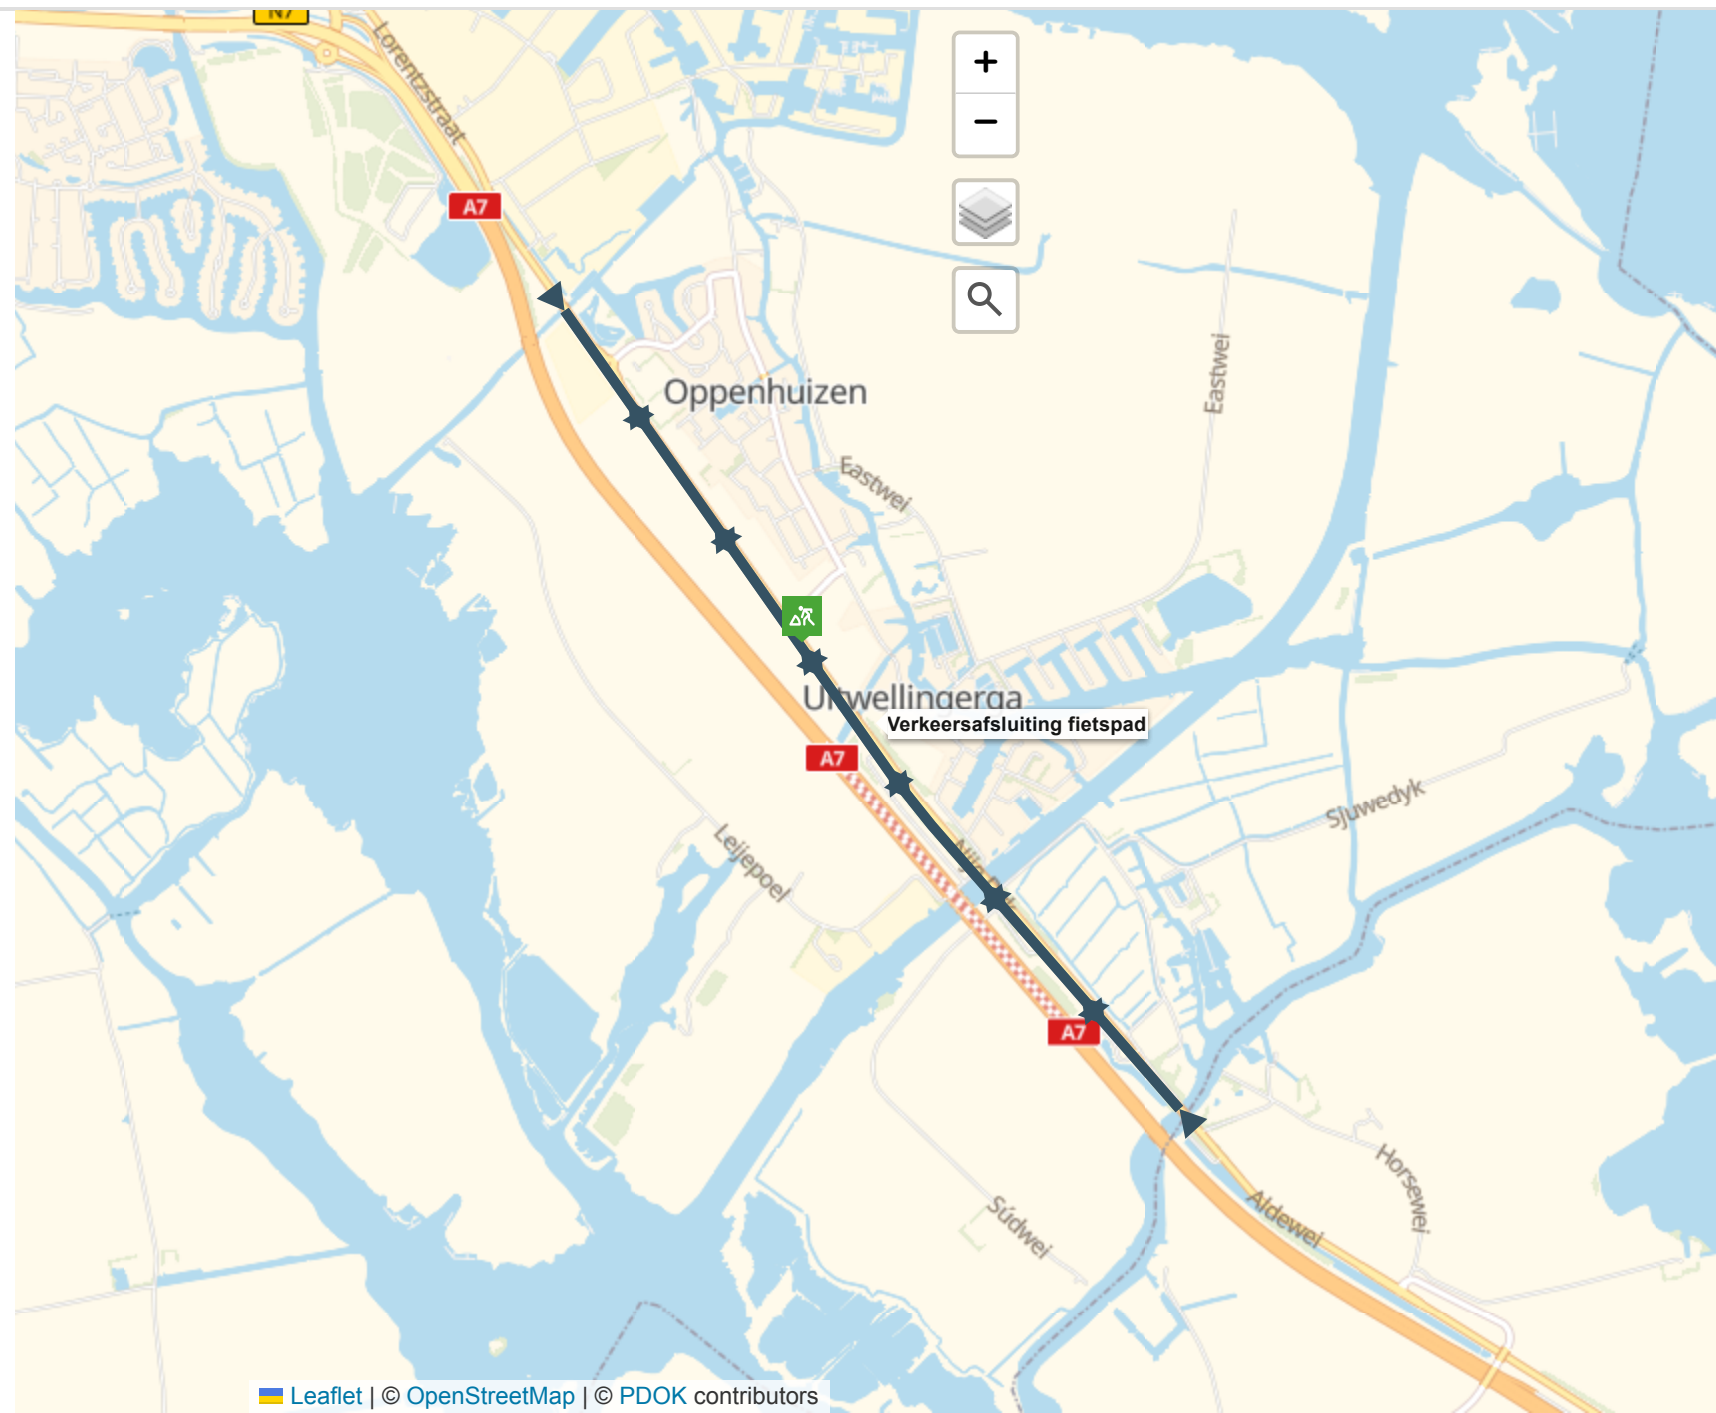 N7
Lorentzstraat
+
−
A7
Oppenhuizen
Eastwei
Eastwei
Uitwellingerga
Verkeersafsluiting fietspad
A7
Sjuwedyk
Leijepoel
A7
Horsewei
Aldewei
Súdwei
Leaflet | © OpenStreetMap | © PDOK contributors